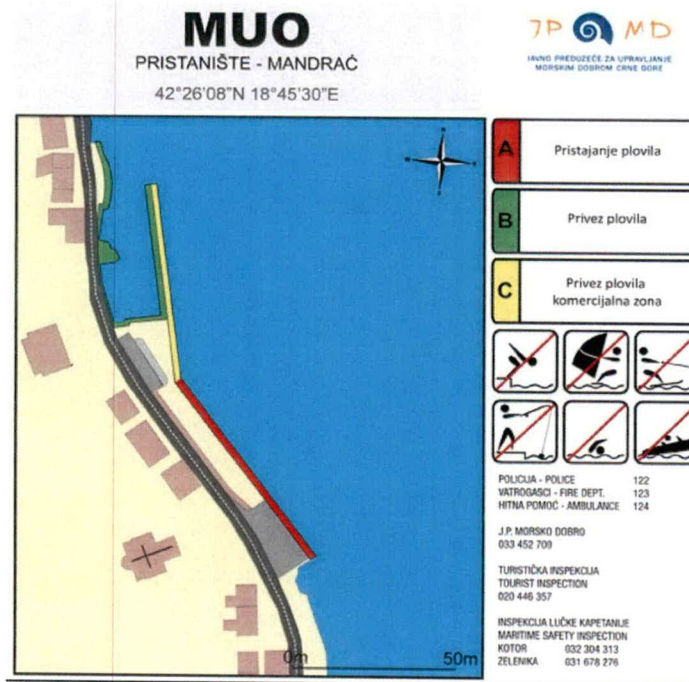 MUO
PRISTANIŠTE - MANDRAĆ
42°26'08"N 18°45'30"E
JP MD
JAVNO PREDUZEĆE ZA UPRAVLJANJE
MORSKIM DOBROM CRNE GORE
A Pristajanje plovila
B Privez plovila
C Privez plovila
komercijalna zona
POLICIJA - POLICE 122
VATROGASCI - FIRE DEPT. 123
HITNA POMOĆ - AMBULANCE 124
J.P. MORSKO DOBRO
033 452 709
TURISTIČKA INSPEKCIJA
TOURIST INSPECTION
020 446 357
INSPEKCIJA LUČKE KAPETANIJE
MARITIME SAFETY INSPECTION
KOTOR 032 304 313
ZELENIKA 031 678 276
0m 50m